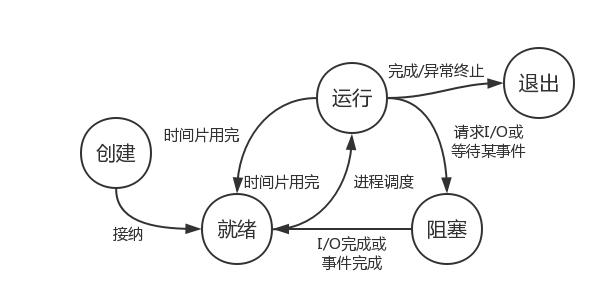 完成/异常终止
退出
运行
请求I/O或
等待某事件
时间片用完
创建
时间片用完
进程调度
接纳
就绪
阻塞
I/O完成或
事件完成